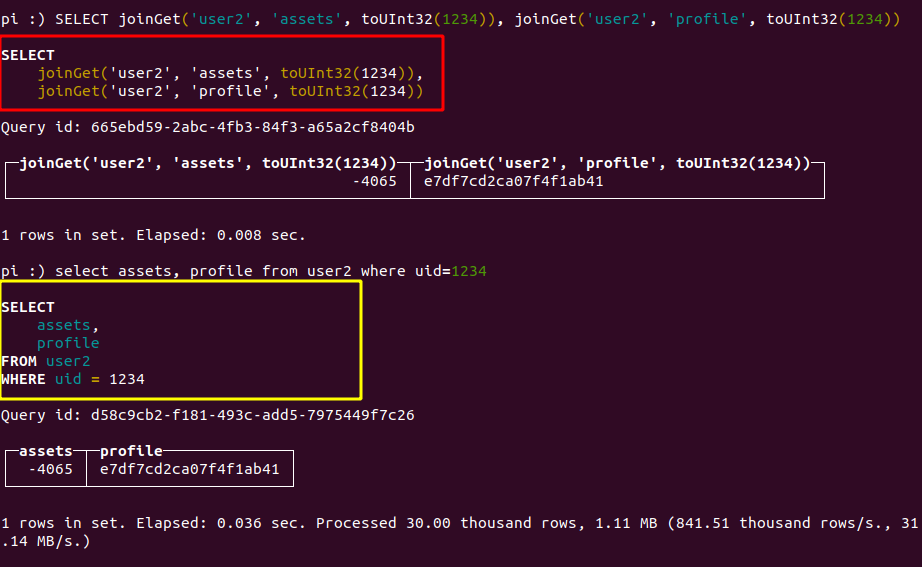 pi :) SELECT joinGet('user2', 'assets', toUInt32(1234)), joinGet('user2', 'profile', toUInt32(1234))
SELECT
joinGet('user2', 'assets', toUInt32(1234)),
joinGet('user2', 'profile', toUInt32(1234))
Query id: 665ebd59-2abc-4fb3-84f3-a65a2cf8404b
joinGet('user2', 'assets', toUInt32(1234)) joinGet('user2', 'profile', toUInt32(1234))
-4065 e7df7cd2ca07f4f1ab41
1 rows in set. Elapsed: 0.008 sec.
pi :) select assets, profile from user2 where uid=1234
SELECT
assets,
profile
FROM user2
WHERE uid = 1234
Query id: d58c9cb2-f181-493c-add5-7975449f7c26
assets profile
-4065 e7df7cd2ca07f4f1ab41
1 rows in set. Elapsed: 0.036 sec. Processed 30.00 thousand rows, 1.11 MB (841.51 thousand rows/s., 31
.14 MB/s.)